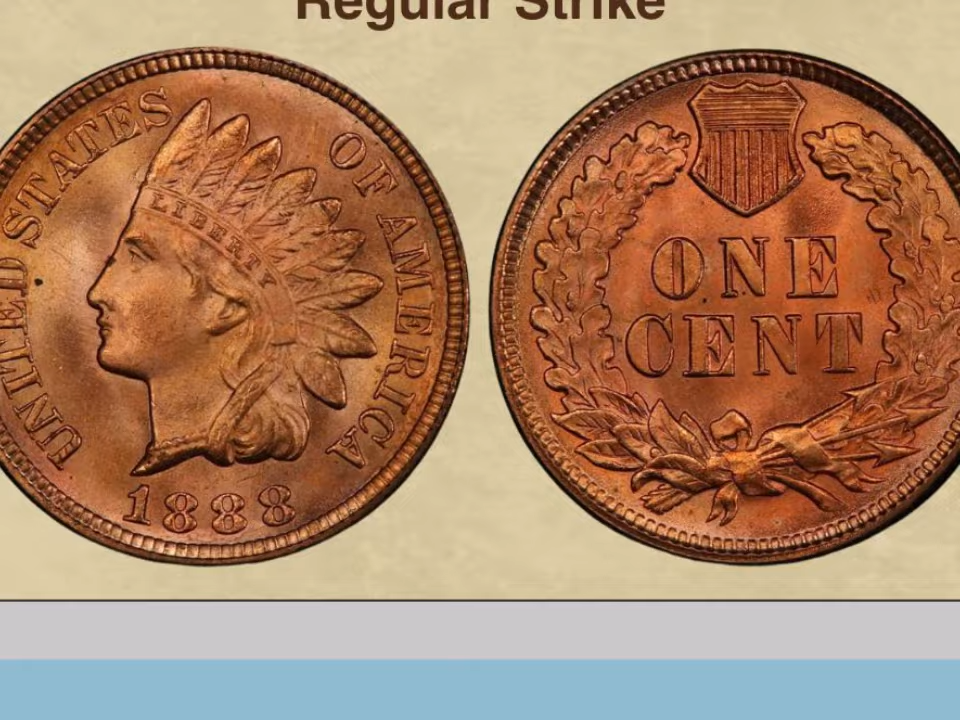 Regular Strike
UNITED STATES OF AMERICA
LIBERTY
1888
ONE
CENT